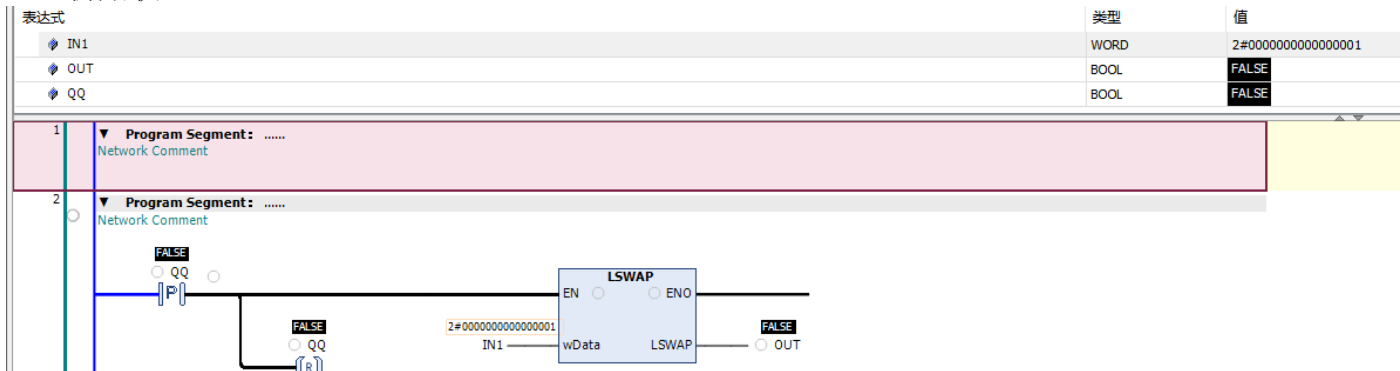 表达式 类型 值
IN1 WORD 2#0000000000000001
OUT BOOL FALSE
QQ BOOL FALSE
1 ▼ Program Segment: ......
Network Comment
2 ▼ Program Segment: ......
Network Comment
FALSE
QQ
P
LSWAP
EN ENO
FALSE
QQ
R
2#0000000000000001
IN1 wData LSWAP
FALSE
OUT